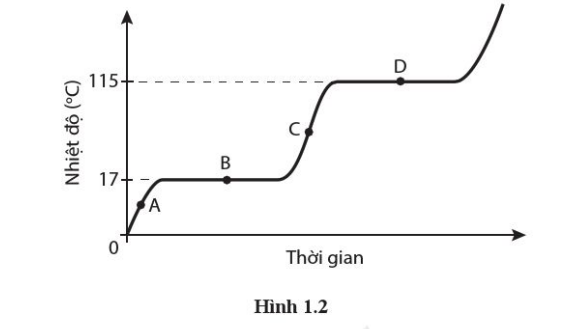 Nhiệt độ (°C)
115
17
0
A
B
C
D
Thời gian
Hình 1.2